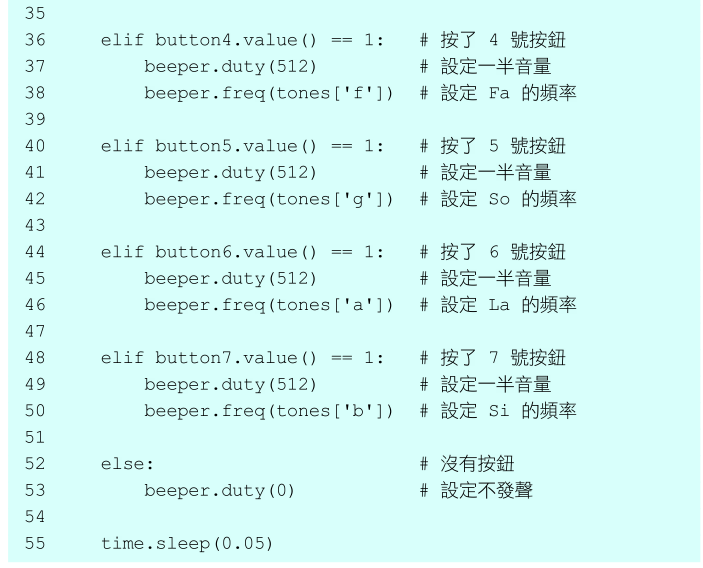 35
36    elif button4.value() == 1:   # 按了 4 號按鈕
37        beeper.duty(512)         # 設定一半音量
38        beeper.freq(tones['f'])  # 設定 Fa 的頻率
39
40    elif button5.value() == 1:   # 按了 5 號按鈕
41        beeper.duty(512)         # 設定一半音量
42        beeper.freq(tones['g'])  # 設定 So 的頻率
43
44    elif button6.value() == 1:   # 按了 6 號按鈕
45        beeper.duty(512)         # 設定一半音量
46        beeper.freq(tones['a'])  # 設定 La 的頻率
47
48    elif button7.value() == 1:   # 按了 7 號按鈕
49        beeper.duty(512)         # 設定一半音量
50        beeper.freq(tones['b'])  # 設定 Si 的頻率
51
52    else:                        # 沒有按鈕
53        beeper.duty(0)           # 設定不發聲
54
55    time.sleep(0.05)